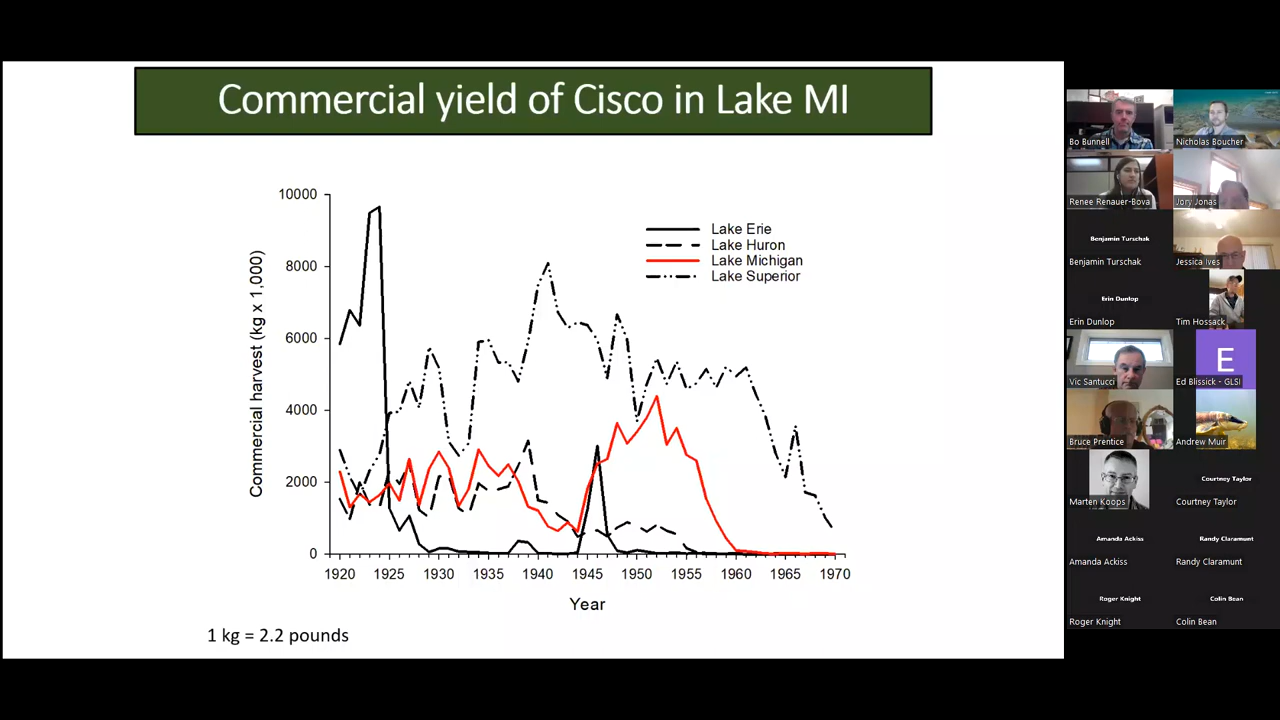 Commercial yield of Cisco in Lake MI
10000
8000
6000
4000
2000
0
Commercial harvest (kg x 1,000)
Lake Erie
Lake Huron
Lake Michigan
Lake Superior
1920 1925 1930 1935 1940 1945 1950 1955 1960 1965 1970
Year
1 kg = 2.2 pounds
Bo Bunnell
Nicholas Boucher
Renee Renauer-Bova
Jory Jonas
Benjamin Turschak
Benjamin Turschak
Jessica Ives
Erin Dunlop
Erin Dunlop
Tim Hossack
Vic Santucci
E
Ed Blissick - GLSI
Bruce Prentice
Andrew Muir
Marten Koops
Courtney Taylor
Courtney Taylor
Amanda Ackiss
Amanda Ackiss
Randy Claramunt
Randy Claramunt
Roger Knight
Roger Knight
Colin Bean
Colin Bean